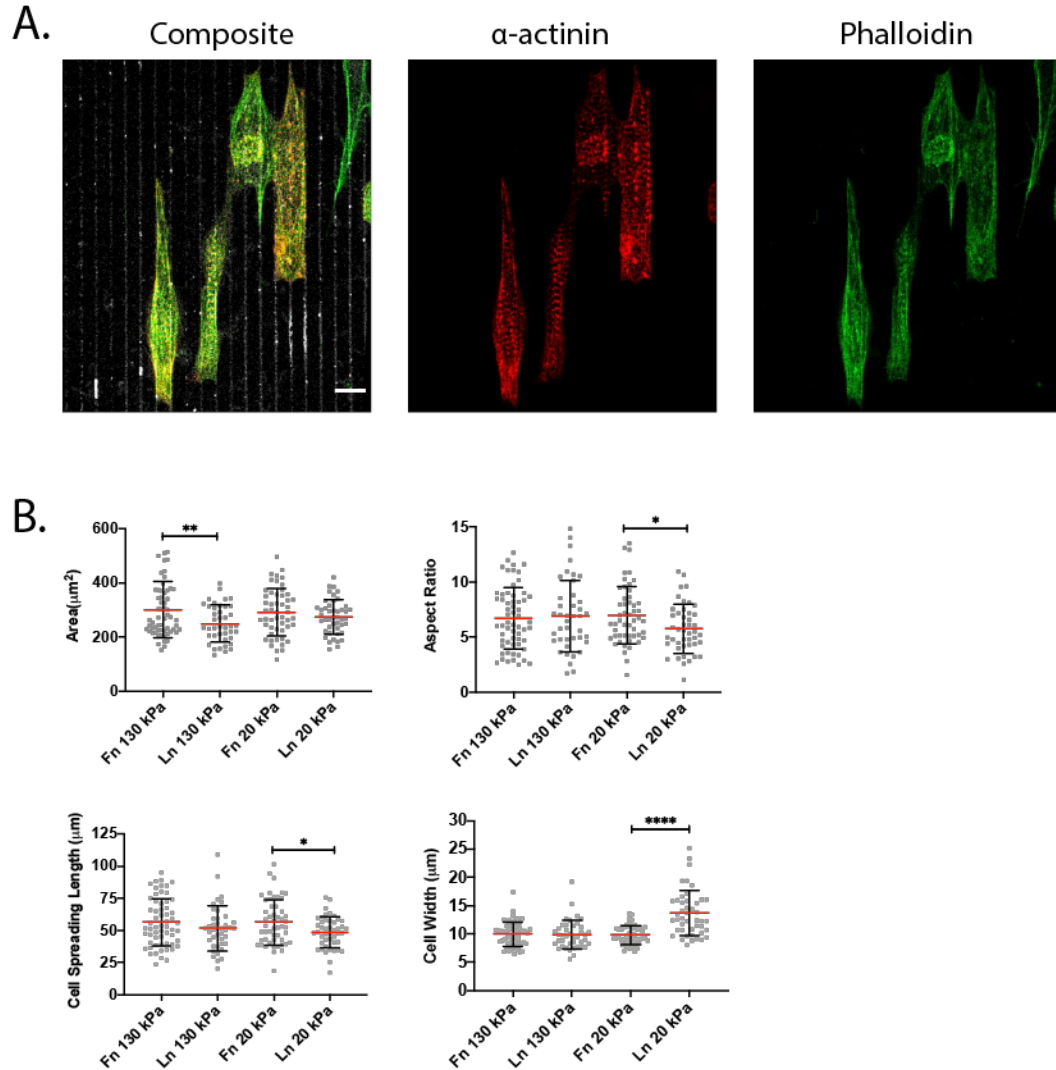 A.
Composite
α-actinin
Phalloidin
B.
Area(μm²)
600
400
200
0
**
Fn 130 kPa
Ln 130 kPa
Fn 20 kPa
Ln 20 kPa
Aspect Ratio
15
10
5
0
*
Fn 130 kPa
Ln 130 kPa
Fn 20 kPa
Ln 20 kPa
Cell Spreading Length (μm)
125
100
75
50
25
0
*
Fn 130 kPa
Ln 130 kPa
Fn 20 kPa
Ln 20 kPa
Cell Width (μm)
30
25
20
15
10
5
0
****
Fn 130 kPa
Ln 130 kPa
Fn 20 kPa
Ln 20 kPa